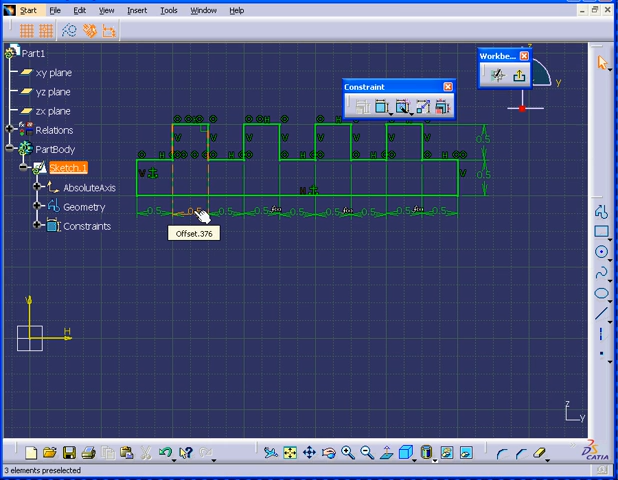 Start File Edit View Insert Tools Window Help
Part1
xy plane
yz plane
zx plane
Relations
PartBody
Sketch.1
AbsoluteAxis
Geometry
Constraints
Workbe...
Constraint
z
y
H H H H
V V V V V V V V
0.5
V V
0.5
H
0.5 0.5 0.5 0.5 0.5 0.5 0.5
Offset.376
V
H
z
y
3 elements preselected
CATIA